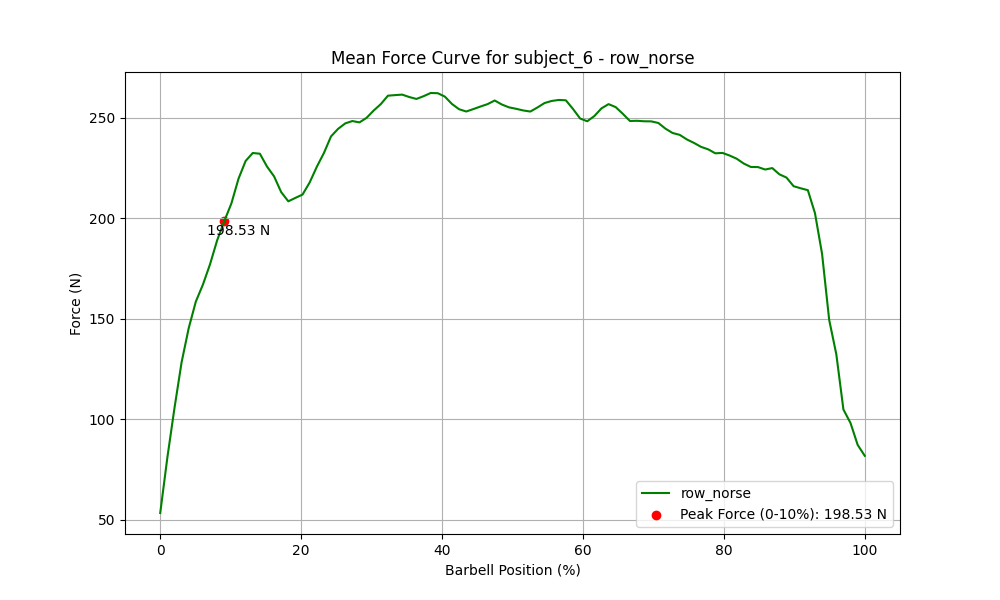 Mean Force Curve for subject_6 - row_norse
Force (N)
250
200
150
100
50
198.53 N
row_norse
Peak Force (0-10%): 198.53 N
0 20 40 60 80 100
Barbell Position (%)